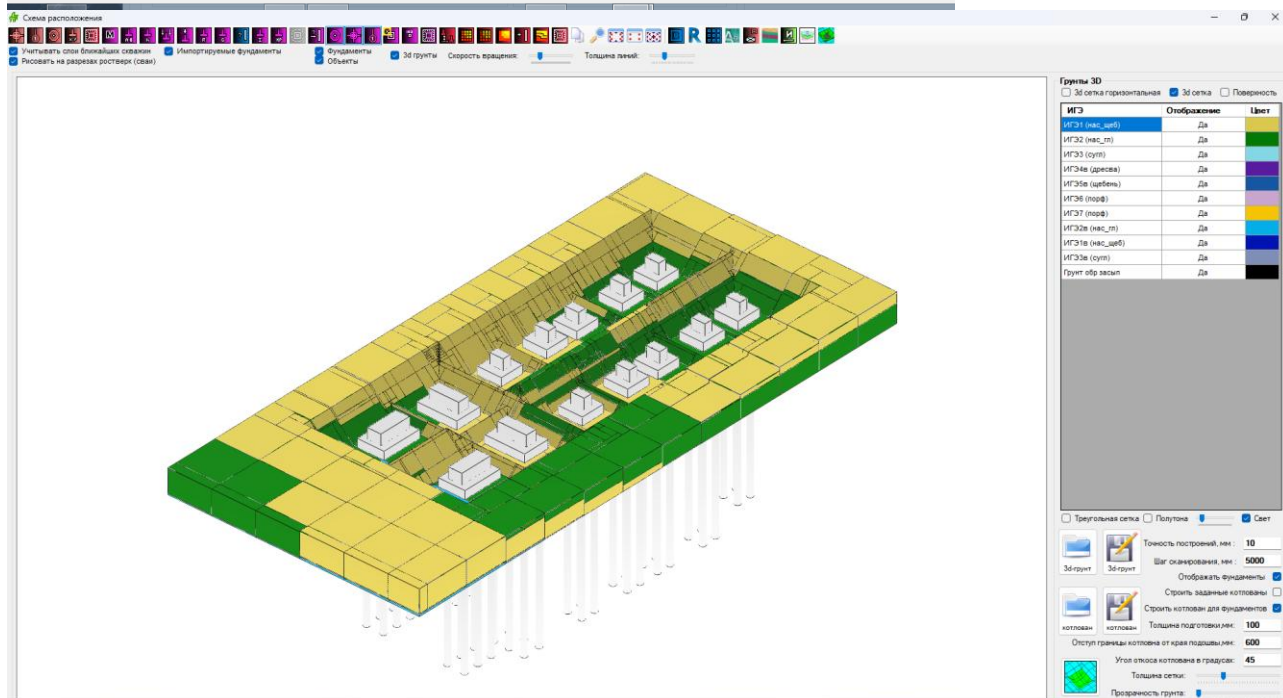 Схема расположения
Учитывать слои ближайших скважин
Импортируемые фундаменты
Фундаменты
3d грунты
Скорость вращения:
Толщина линий:
Рисовать на разрезах ростверк (сваи)
Объекты
Грунты 3D
3d сетка горизонтальная 3d сетка Поверхность
ИГЭ Отображение Цвет
ИГЭ1 (нас_щеб) Да
ИГЭ2 (нас_гл) Да
ИГЭ3 (сугл) Да
ИГЭ4в (дресва) Да
ИГЭ5в (щебень) Да
ИГЭ6 (порф) Да
ИГЭ7 (порф) Да
ИГЭ2в (нас_гл) Да
ИГЭ1в (нас_щеб) Да
ИГЭ3в (сугл) Да
Грунт обр засып Да
Треугольная сетка Полутона Свет
3d-грунт 3d-грунт
Точность построений, мм : 10
Шаг сканирования, мм : 5000
Отображать фундаменты
Строить заданные котлованы
Строить котлован для фундаментов
котлован котлован
Толщина подготовки,мм: 100
Отступ границы котловна от края подошвы,мм: 600
Угол откоса котлована в градусах: 45
Толщина сетки:
Прозрачность грунта: